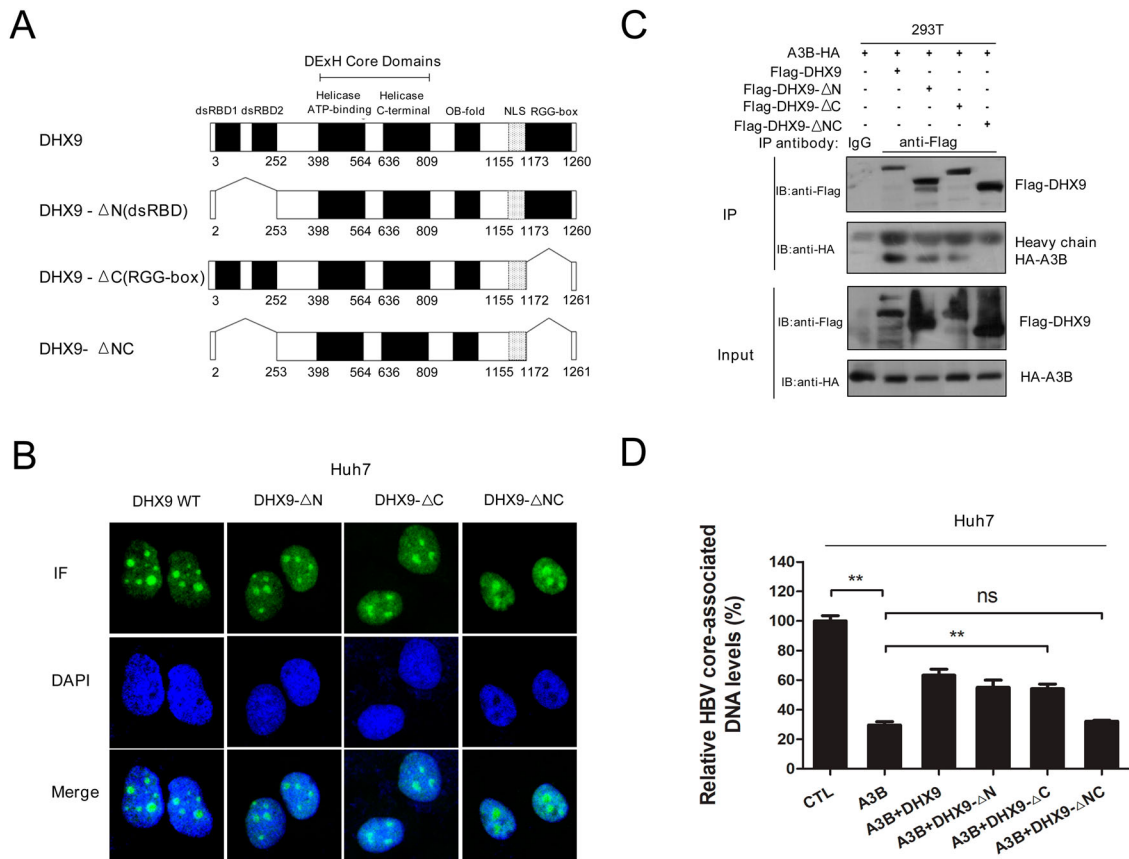 A
DExH Core Domains
dsRBD1 dsRBD2 Helicase ATP-binding Helicase C-terminal OB-fold NLS RGG-box
DHX9
3 252 398 564 636 809 1155 1173 1260
DHX9 - △N(dsRBD)
2 253 398 564 636 809 1155 1173 1260
DHX9 - △C(RGG-box)
3 252 398 564 636 809 1155 1172 1261
DHX9- △NC
2 253 398 564 636 809 1155 1172 1261
B
Huh7
DHX9 WT DHX9-△N DHX9-△C DHX9-△NC
IF
DAPI
Merge
C
293T
A3B-HA + + + + +
Flag-DHX9 - + - - -
Flag-DHX9-△N - - + - -
Flag-DHX9-△C - - - + -
Flag-DHX9-△NC - - - - +
IP antibody: IgG anti-Flag
IP
IB:anti-Flag Flag-DHX9
IB:anti-HA Heavy chain
HA-A3B
Input
IB:anti-Flag Flag-DHX9
IB:anti-HA HA-A3B
D
Huh7
Relative HBV core-associated
DNA levels (%)
140
120
100
80
60
40
20
0
**
ns
**
CTL
A3B
A3B+DHX9
A3B+DHX9-△N
A3B+DHX9-△C
A3B+DHX9-△NC